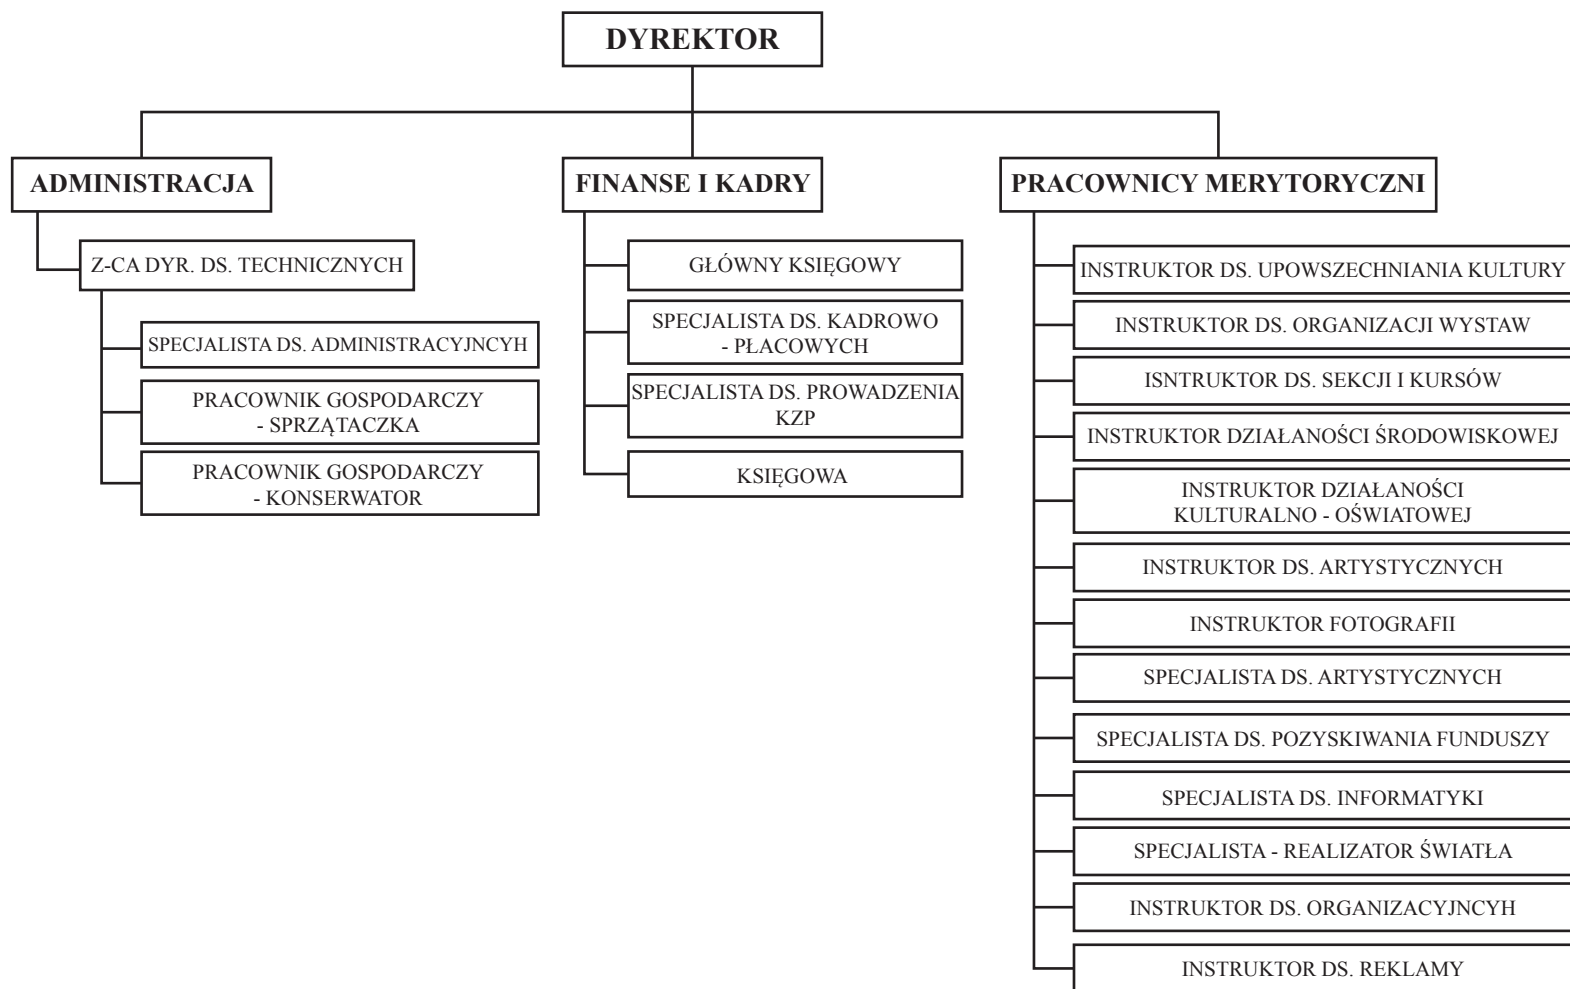 DYREKTOR
ADMINISTRACJA
Z-CA DYR. DS. TECHNICZNYCH
SPECJALISTA DS. ADMINISTRACYJNCYH
PRACOWNIK GOSPODARCZY
- SPRZĄTACZKA
PRACOWNIK GOSPODARCZY
- KONSERWATOR
FINANSE I KADRY
GŁÓWNY KSIĘGOWY
SPECJALISTA DS. KADROWO
- PŁACOWYCH
SPECJALISTA DS. PROWADZENIA
KZP
KSIĘGOWA
PRACOWNICY MERYTORYCZNI
INSTRUKTOR DS. UPOWSZECHNIANIA KULTURY
INSTRUKTOR DS. ORGANIZACJI WYSTAW
ISNTRUKTOR DS. SEKCJI I KURSÓW
INSTRUKTOR DZIAŁANOŚCI ŚRODOWISKOWEJ
INSTRUKTOR DZIAŁANOŚCI
KULTURALNO - OŚWIATOWEJ
INSTRUKTOR DS. ARTYSTYCZNYCH
INSTRUKTOR FOTOGRAFII
SPECJALISTA DS. ARTYSTYCZNYCH
SPECJALISTA DS. POZYSKIWANIA FUNDUSZY
SPECJALISTA DS. INFORMATYKI
SPECJALISTA - REALIZATOR ŚWIATŁA
INSTRUKTOR DS. ORGANIZACYJNCYH
INSTRUKTOR DS. REKLAMY